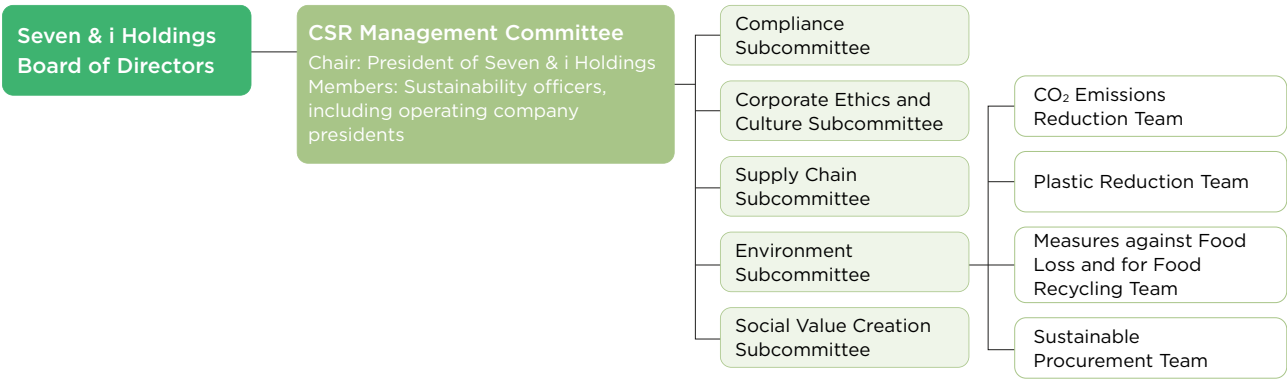 Seven & i Holdings
Board of Directors
CSR Management Committee
Chair: President of Seven & i Holdings
Members: Sustainability officers,
including operating company
presidents
Compliance
Subcommittee
Corporate Ethics and
Culture Subcommittee
Supply Chain
Subcommittee
Environment
Subcommittee
Social Value Creation
Subcommittee
CO₂ Emissions
Reduction Team
Plastic Reduction Team
Measures against Food
Loss and for Food
Recycling Team
Sustainable
Procurement Team